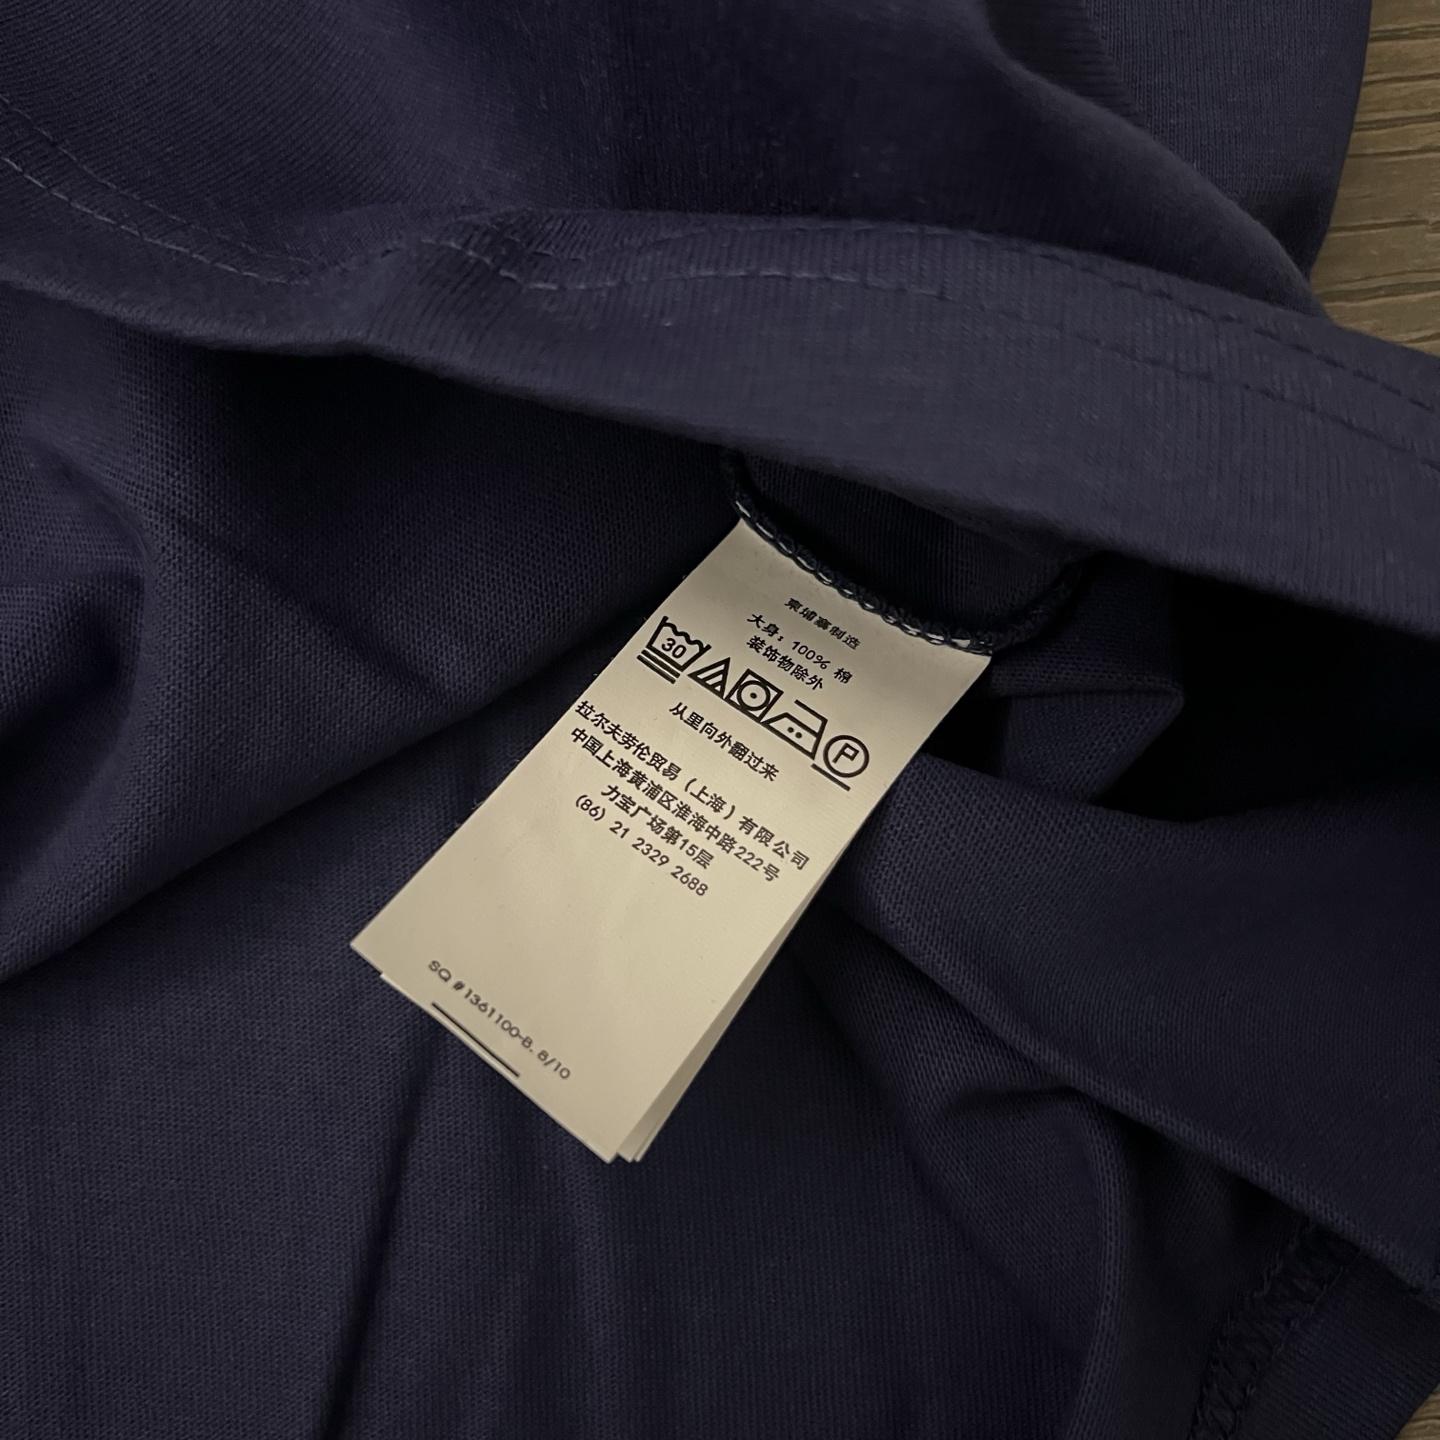 柬埔寨制造
大身: 100% 棉
装饰物除外
30
P
从里向外翻过来
拉尔夫劳伦贸易 (上海) 有限公司
中国上海黄浦区淮海中路222号
力宝广场第15层
(86) 21 2329 2688
SQ #1361100-B. 8/10